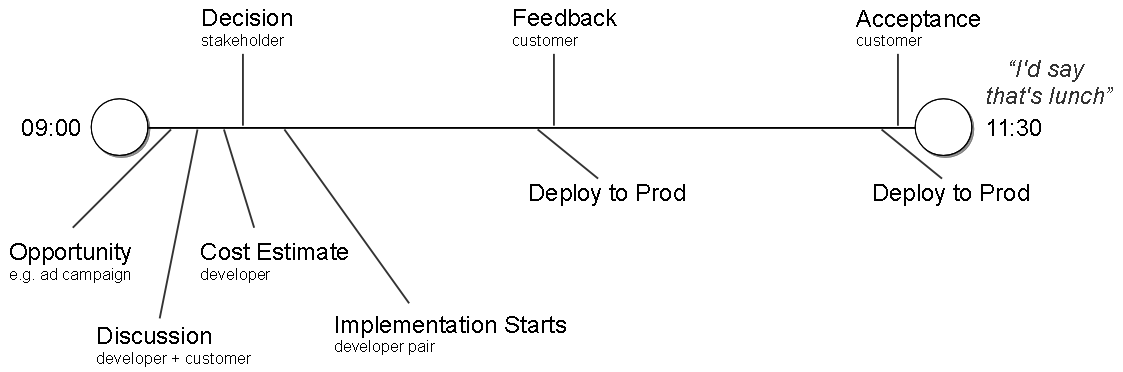 Decision
stakeholder
Feedback
customer
Acceptance
customer
“I'd say
that's lunch”
09:00
11:30
Deploy to Prod
Deploy to Prod
Opportunity
e.g. ad campaign
Cost Estimate
developer
Discussion
developer + customer
Implementation Starts
developer pair